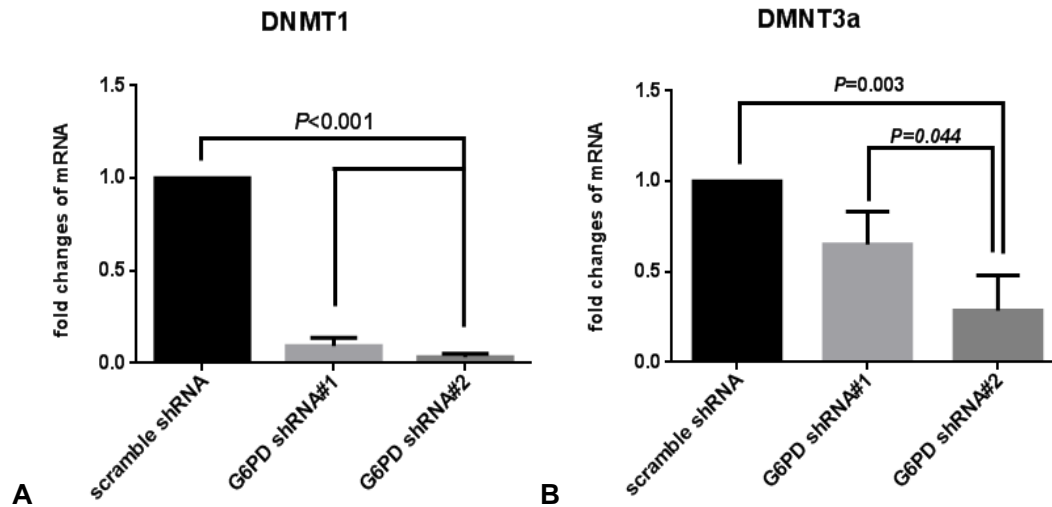 DNMT1
fold changes of mRNA
1.5
1.0
0.5
0.0
P<0.001
scramble shRNA
G6PD shRNA#1
G6PD shRNA#2
A
DMNT3a
fold changes of mRNA
1.5
1.0
0.5
0.0
P=0.003
P=0.044
scramble shRNA
G6PD shRNA#1
G6PD shRNA#2
B